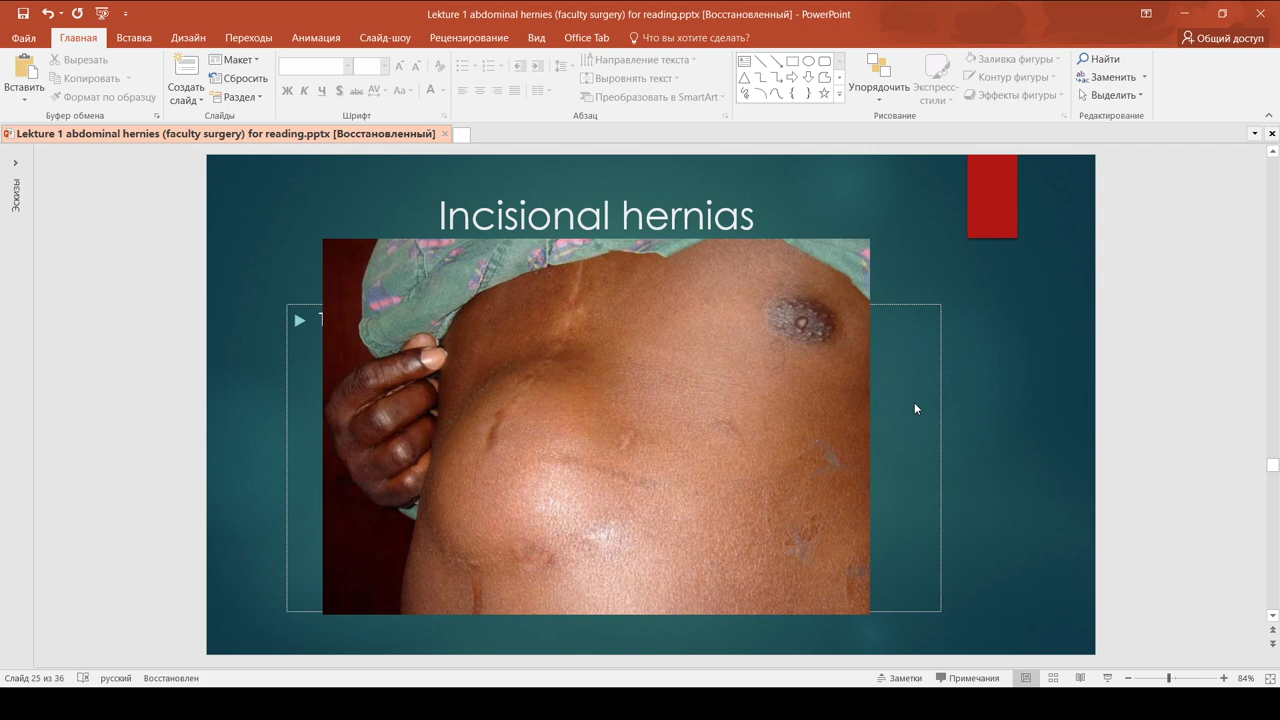 Lekture 1 abdominal hernies (faculty surgery) for reading.pptx [Восстановленный] - PowerPoint
Файл Главная Вставка Дизайн Переходы Анимация Слайд-шоу Рецензирование Вид Office Tab Что вы хотите сделать? Общий доступ
Вставить
Вырезать
Копировать
Формат по образцу
Буфер обмена
Создать слайд
Макет
Сбросить
Раздел
Слайды
Ж К Ч S abc AV Aa A
Шрифт
Направление текста
Выровнять текст
Преобразовать в SmartArt
Абзац
Упорядочить
Экспресс-стили
Заливка фигуры
Контур фигуры
Эффекты фигуры
Рисование
Найти
Заменить
Выделить
Редактирование
Lekture 1 abdominal hernies (faculty surgery) for reading.pptx [Восстановленный]
Эскизы
Incisional hernias
Слайд 25 из 36 русский Восстановлен Заметки Примечания 84%